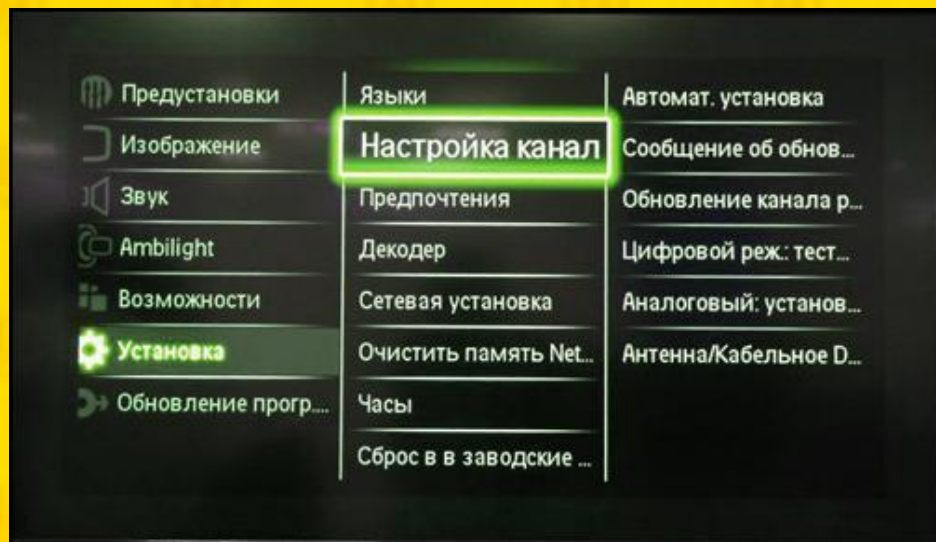 Предустановки
Изображение
Звук
Ambilight
Возможности
Установка
Обновление прогр....
Языки
Настройка канал
Предпочтения
Декодер
Сетевая установка
Очистить память Net...
Часы
Сброс в в заводские ...
Автомат. установка
Сообщение об обнов...
Обновление канала р...
Цифровой реж.: тест...
Аналоговый: установ...
Антенна/Кабельное D...